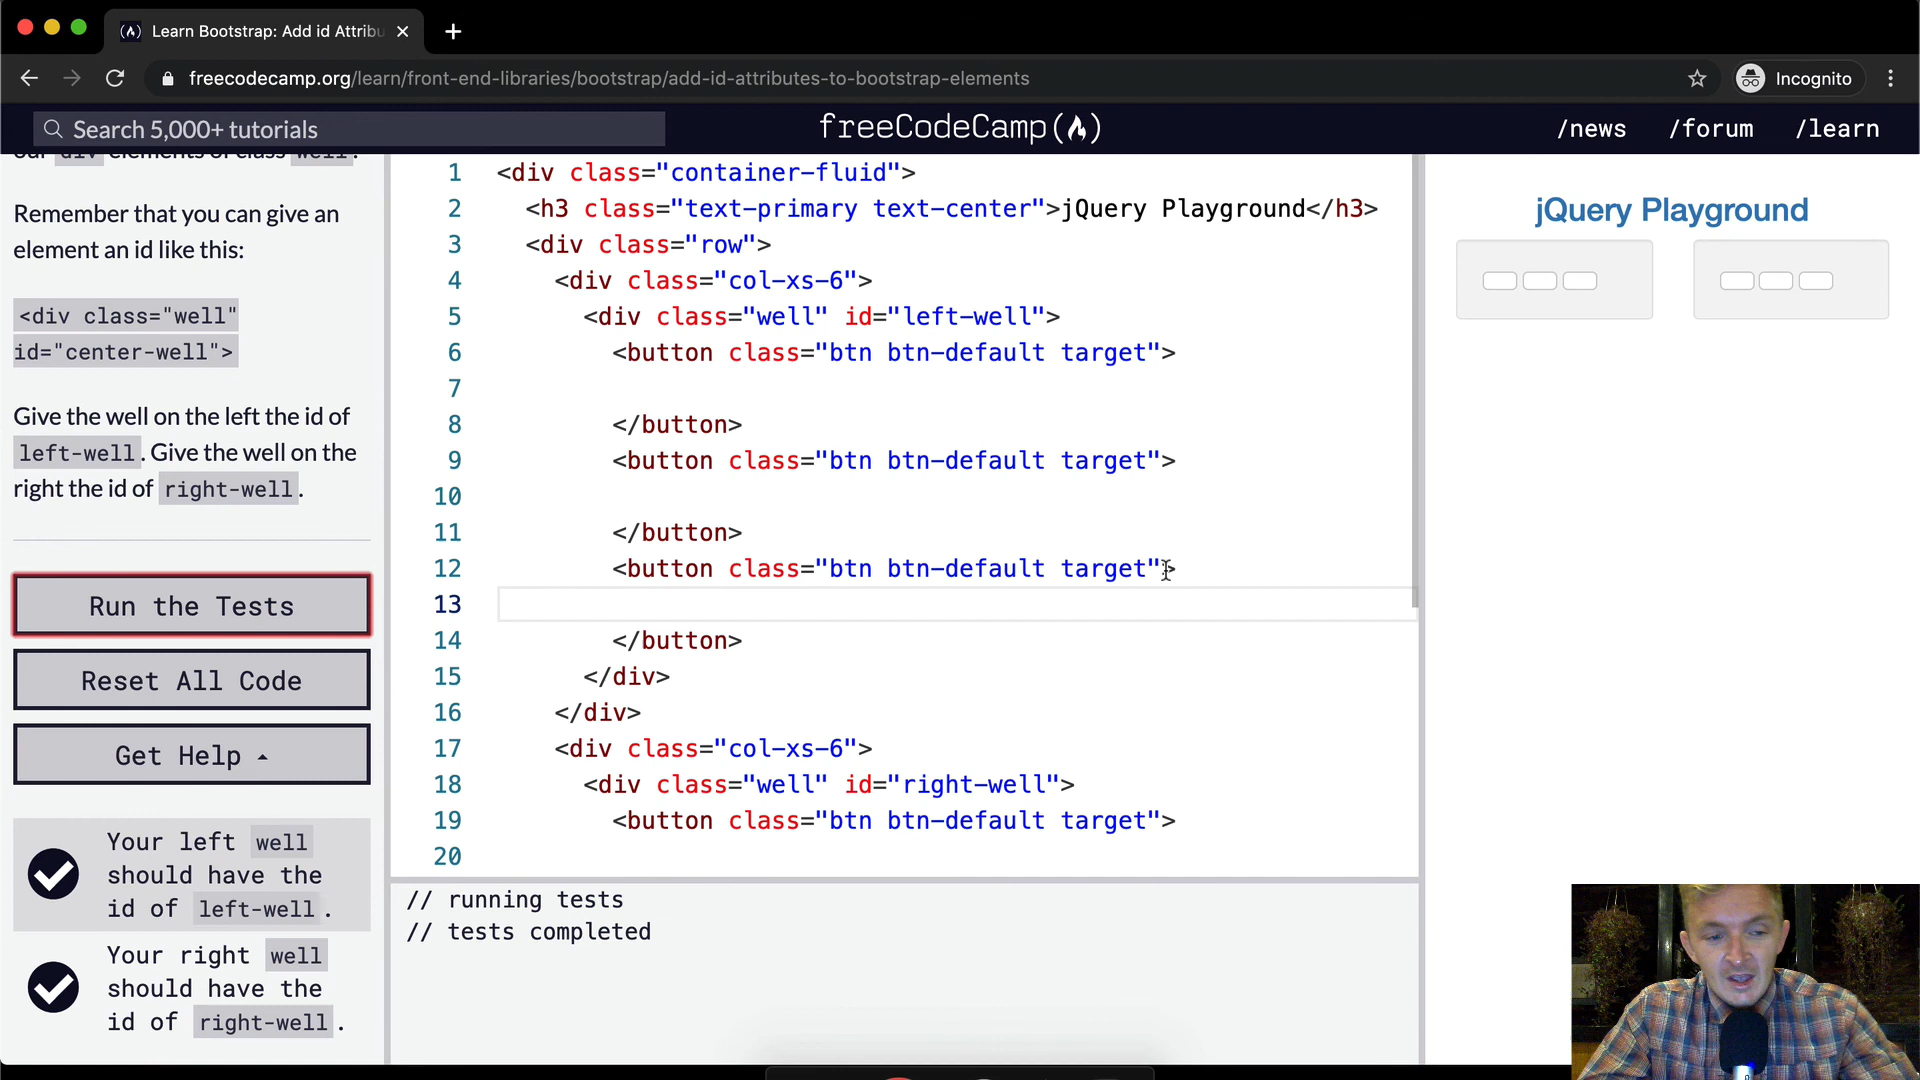 Learn Bootstrap: Add id Attribu
freecodecamp.org/learn/front-end-libraries/bootstrap/add-id-attributes-to-bootstrap-elements
Incognito
Search 5,000+ tutorials
freeCodeCamp
/news
/forum
/learn
our div elements of class well.
Remember that you can give an
element an id like this:
<div class="well"
id="center-well">
Give the well on the left the id of
left-well. Give the well on the
right the id of right-well.
Run the Tests
Reset All Code
Get Help
Your left well
should have the
id of left-well.
Your right well
should have the
id of right-well.
1 <div class="container-fluid">
2 <h3 class="text-primary text-center">jQuery Playground</h3>
3 <div class="row">
4 <div class="col-xs-6">
5 <div class="well" id="left-well">
6 <button class="btn btn-default target">
7
8 </button>
9 <button class="btn btn-default target">
10
11 </button>
12 <button class="btn btn-default target">
13
14 </button>
15 </div>
16 </div>
17 <div class="col-xs-6">
18 <div class="well" id="right-well">
19 <button class="btn btn-default target">
20
// running tests
// tests completed
jQuery Playground